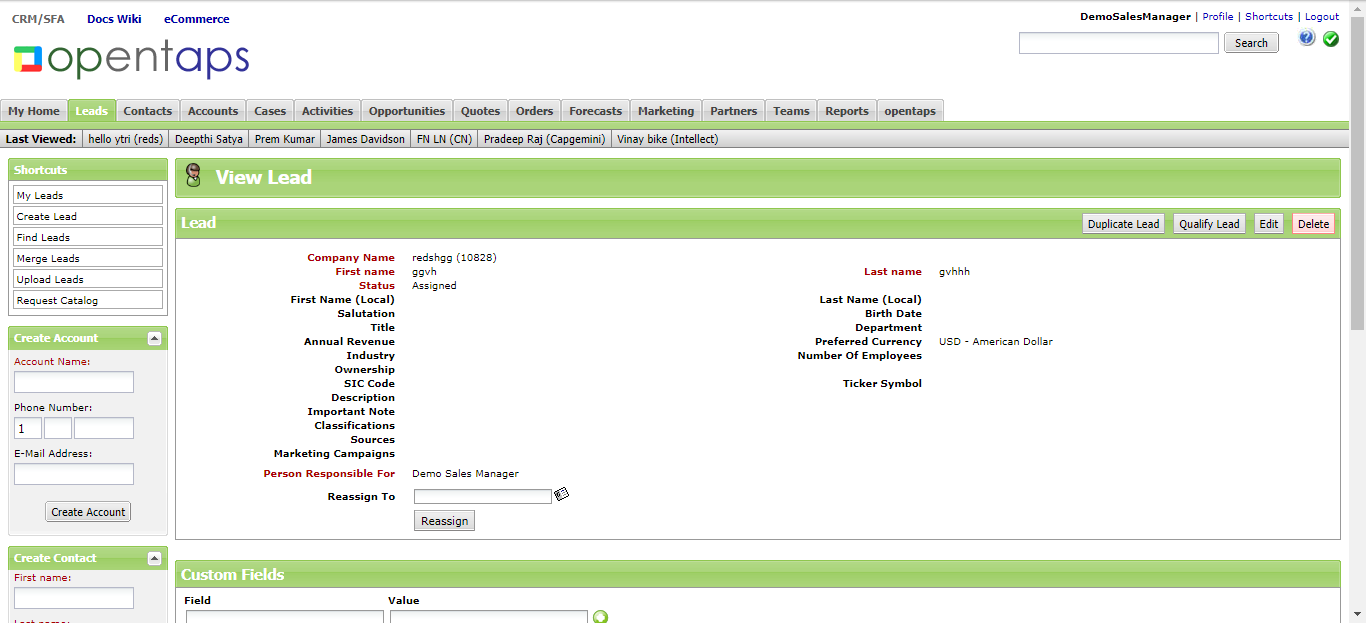 CRM/SFA Docs Wiki eCommerce
DemoSalesManager | Profile | Shortcuts | Logout
opentaps
Search
My Home Leads Contacts Accounts Cases Activities Opportunities Quotes Orders Forecasts Marketing Partners Teams Reports opentaps
Last Viewed: hello ytri (reds) Deepthi Satya Prem Kumar James Davidson FN LN (CN) Pradeep Raj (Capgemini) Vinay bike (Intellect)
Shortcuts
My Leads
Create Lead
Find Leads
Merge Leads
Upload Leads
Request Catalog
Create Account
Account Name:
Phone Number:
1
E-Mail Address:
Create Account
Create Contact
First name:
Last name:
View Lead
Lead
Duplicate Lead Qualify Lead Edit Delete
Company Name redshgg (10828)
First name ggvh Last name gvhhh
Status Assigned
First Name (Local) Last Name (Local)
Salutation Birth Date
Title Department
Annual Revenue Preferred Currency USD - American Dollar
Industry Number Of Employees
Ownership
SIC Code Ticker Symbol
Description
Important Note
Classifications
Sources
Marketing Campaigns
Person Responsible For Demo Sales Manager
Reassign To
Reassign
Custom Fields
Field Value